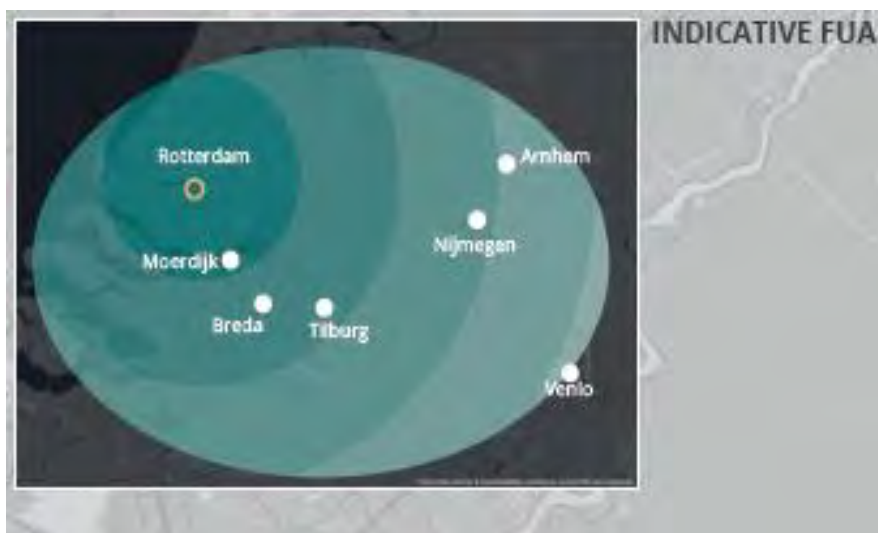 INDICATIVE FUA
Rotterdam
Arnhem
Nijmegen
Moerdijk
Breda
Tilburg
Venlo